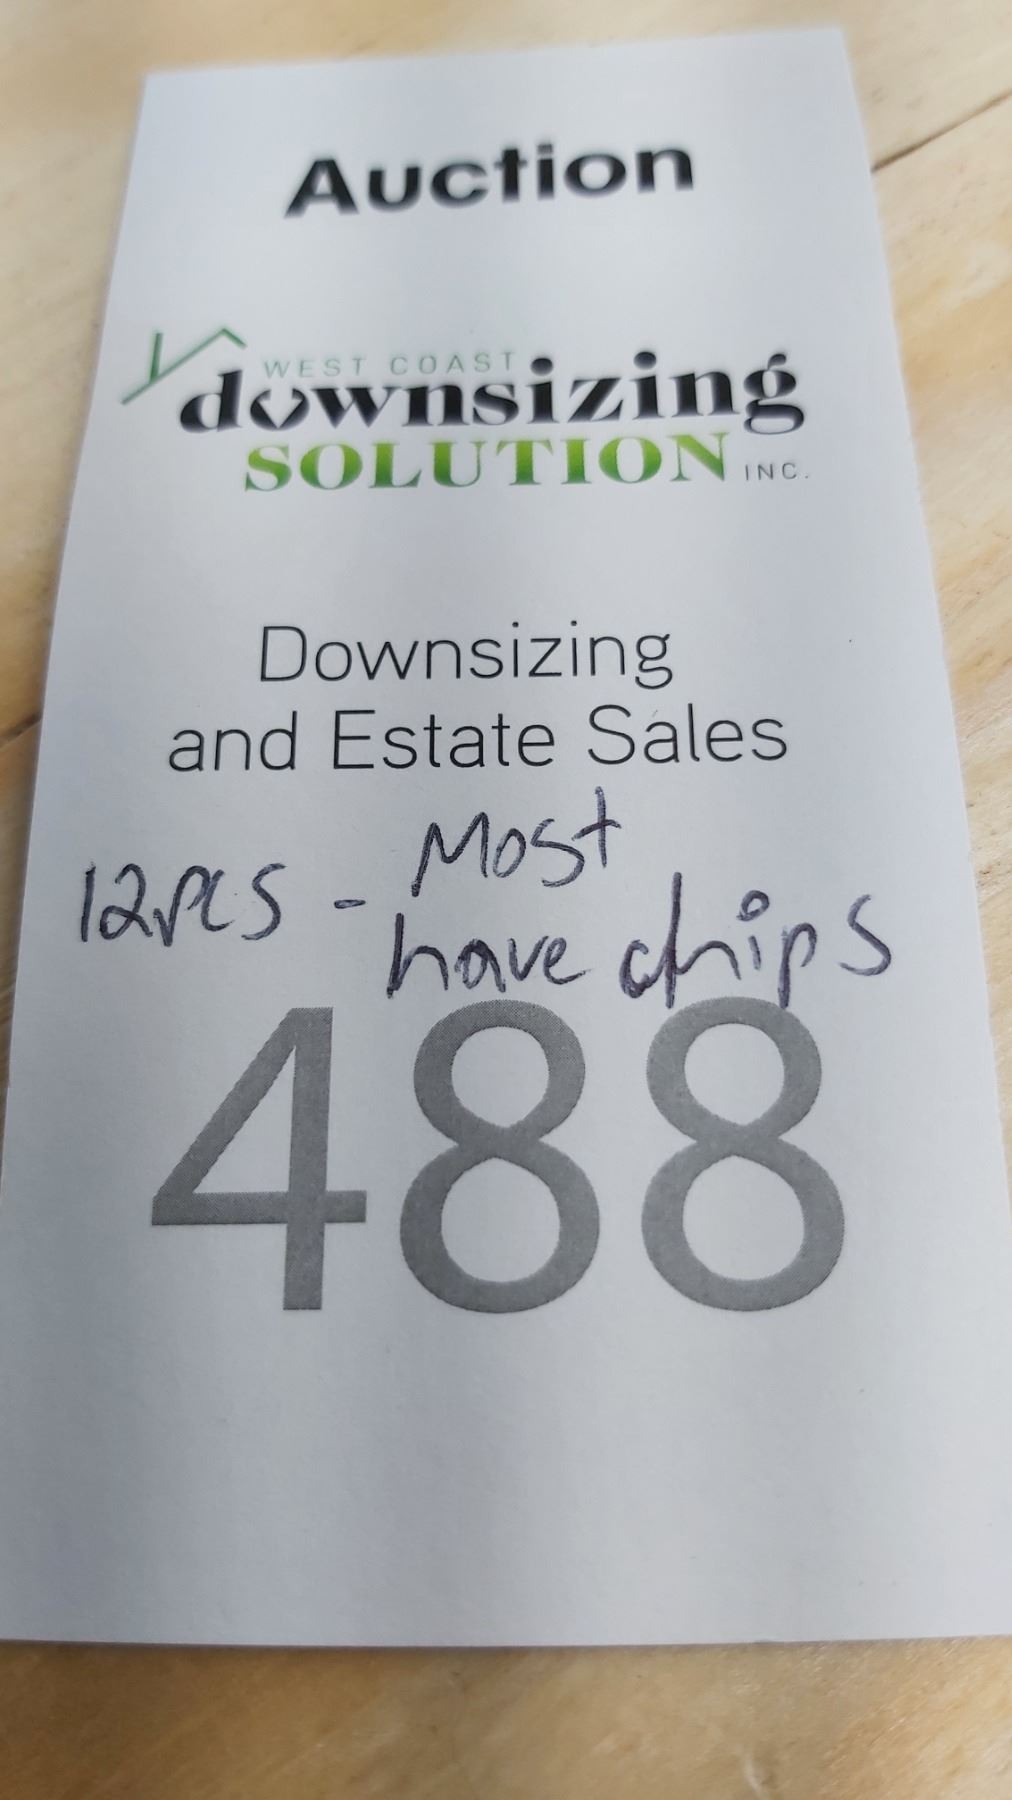 Auction
WEST COAST
downsizing
SOLUTION INC.
Downsizing
and Estate Sales
12pcs - Most
have chips
488